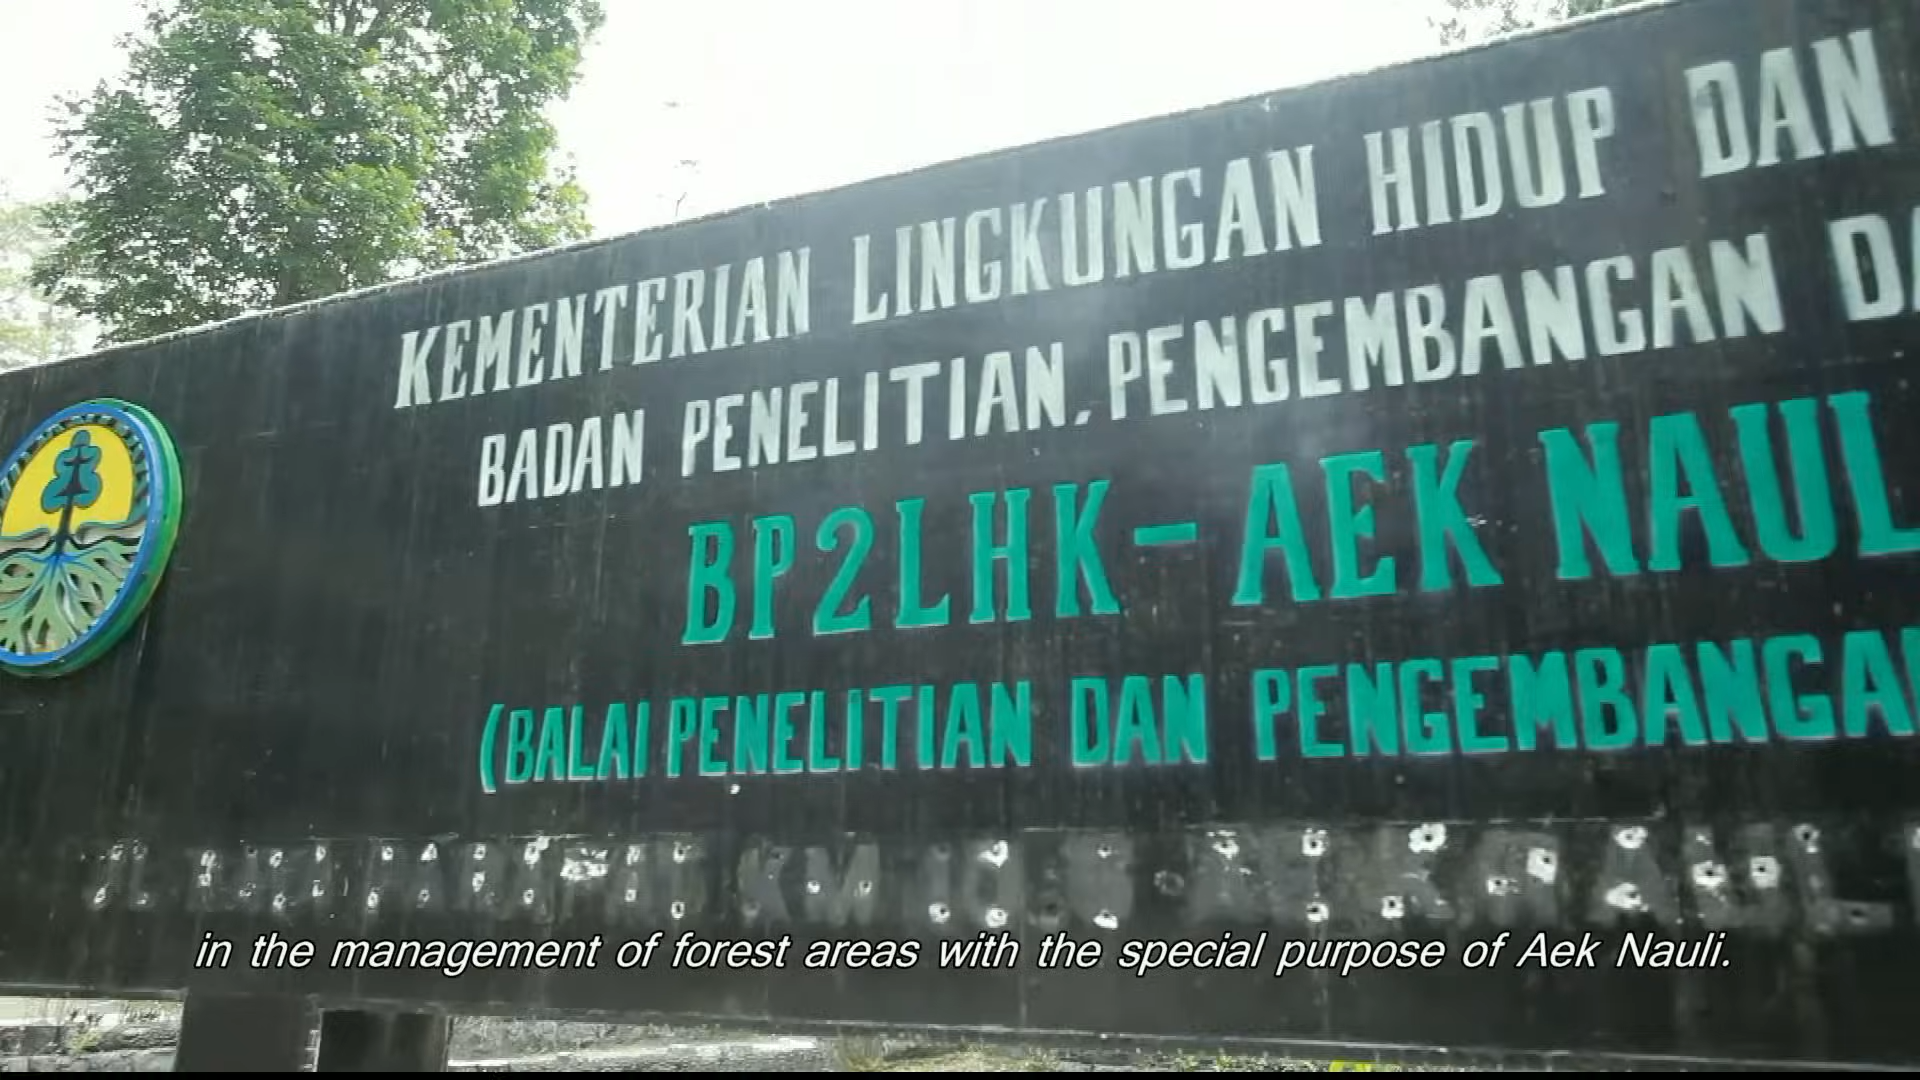 KEMENTERIAN LINGKUNGAN HIDUP DAN
BADAN PENELITIAN, PENGEMBANGAN DA
BP2LHK-AEK NAUL
(BALAI PENELITIAN DAN PENGEMBANGAN
in the management of forest areas with the special purpose of Aek Nauli.